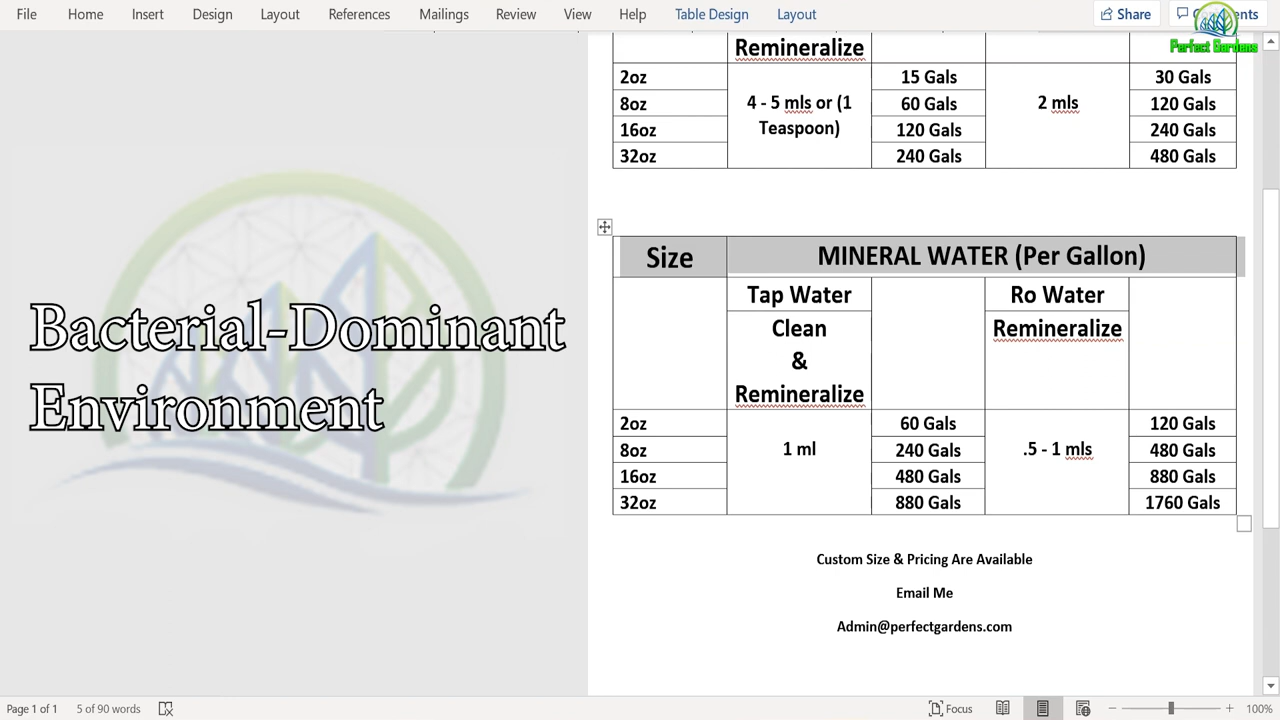 File Home Insert Design Layout References Mailings Review View Help Table Design Layout Share
Perfect Gardens
Remineralize
2oz 15 Gals 30 Gals
8oz 4 - 5 mls or (1 60 Gals 2 mls 120 Gals
16oz Teaspoon) 120 Gals 240 Gals
32oz 240 Gals 480 Gals
Size MINERAL WATER (Per Gallon)
Tap Water Ro Water
Clean Remineralize
&
Remineralize
2oz 60 Gals 120 Gals
8oz 1 ml 240 Gals .5 - 1 mls 480 Gals
16oz 480 Gals 880 Gals
32oz 880 Gals 1760 Gals
Custom Size & Pricing Are Available
Email Me
Admin@perfectgardens.com
Bacterial-Dominant
Environment
Page 1 of 1 5 of 90 words Focus 100%